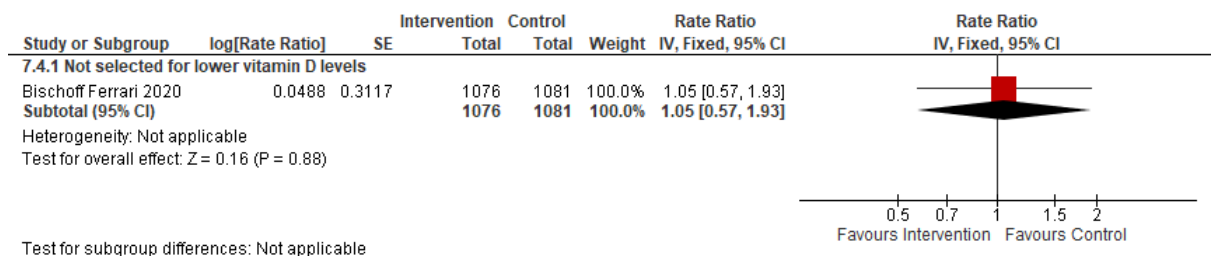 Intervention Control Rate Ratio Rate Ratio
Study or Subgroup log[Rate Ratio] SE Total Total Weight IV, Fixed, 95% CI IV, Fixed, 95% CI
7.4.1 Not selected for lower vitamin D levels
Bischoff Ferrari 2020 0.0488 0.3117 1076 1081 100.0% 1.05 [0.57, 1.93]
Subtotal (95% CI) 1076 1081 100.0% 1.05 [0.57, 1.93]
Heterogeneity: Not applicable
Test for overall effect: Z = 0.16 (P = 0.88)
0.5 0.7 1 1.5 2
Favours Intervention Favours Control
Test for subgroup differences: Not applicable